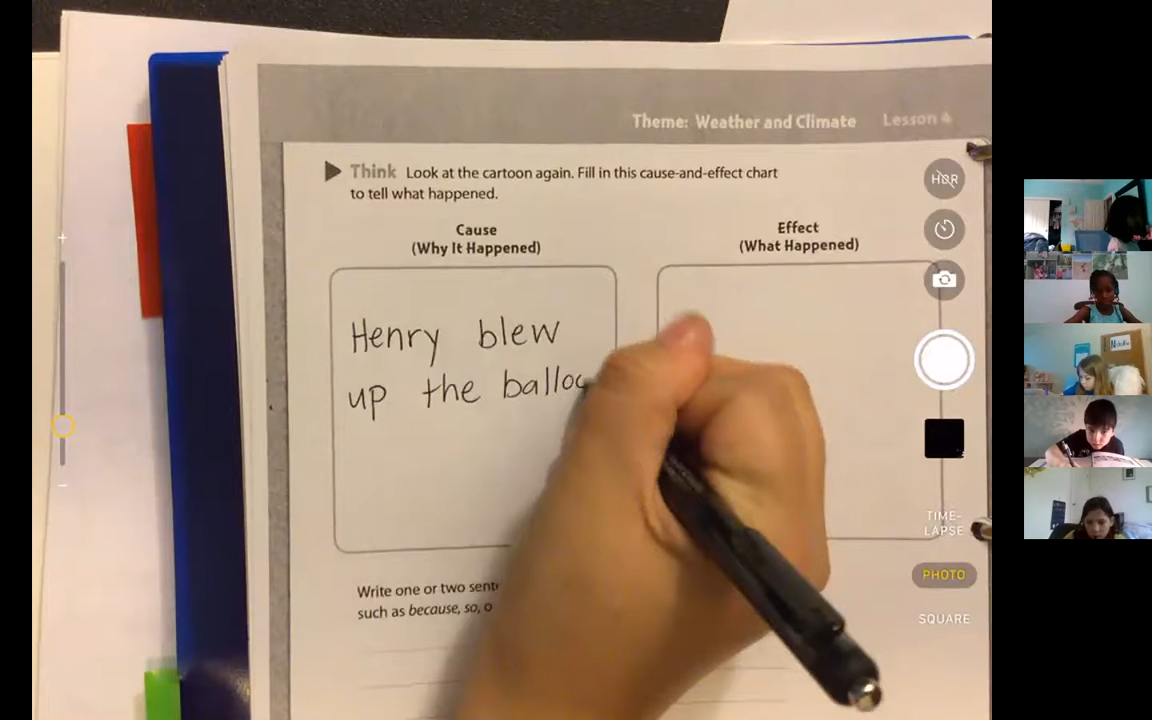 Theme: Weather and Climate Lesson 4
Think Look at the cartoon again. Fill in this cause-and-effect chart
to tell what happened.
Cause
(Why It Happened)
Effect
(What Happened)
Henry blew
up the balloo
Write one or two sent
such as because, so, o
HDR
TIME-
LAPSE
PHOTO
SQUARE